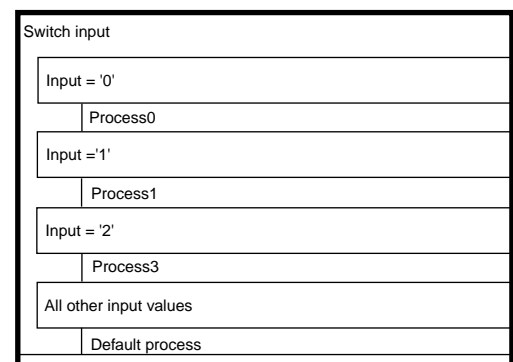 Switch input
Input = '0'
Process0
Input ='1'
Process1
Input = '2'
Process3
All other input values
Default process